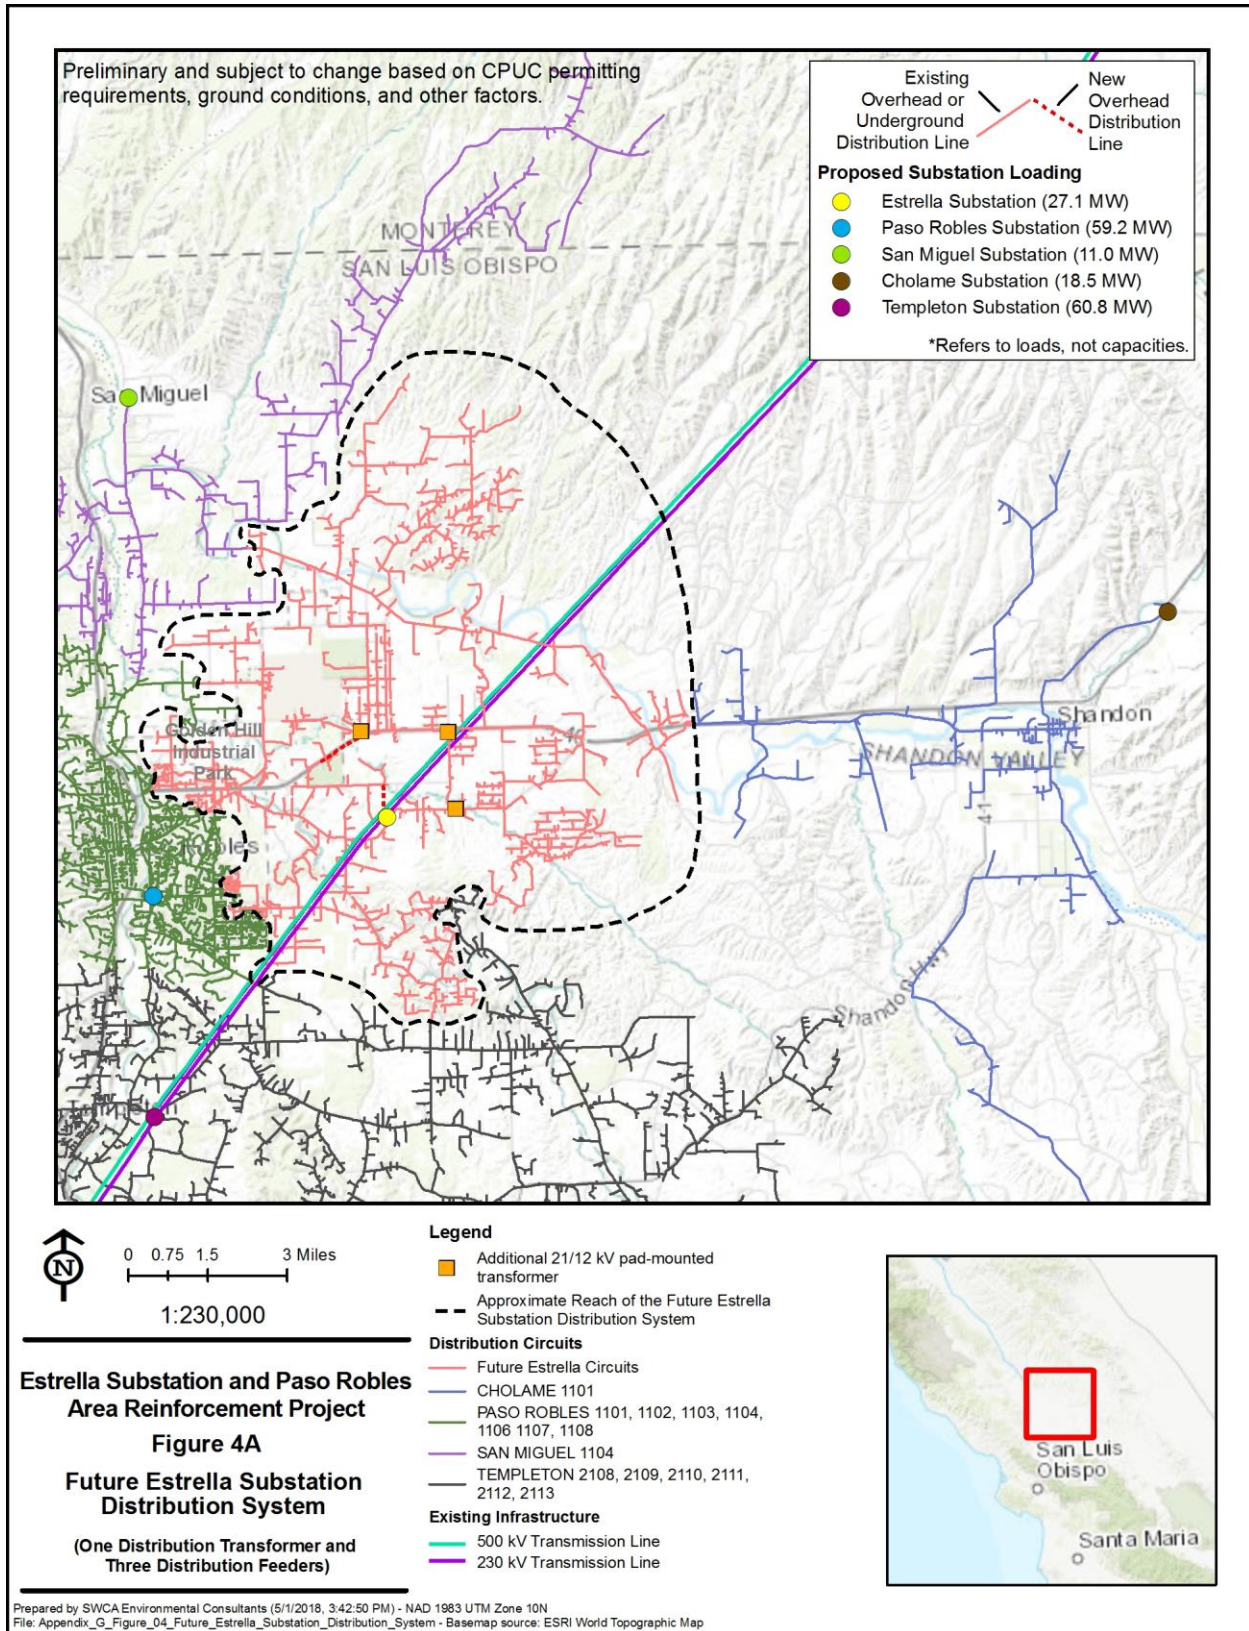 Preliminary and subject to change based on CPUC permitting
requirements, ground conditions, and other factors.
Existing
Overhead or
Underground
Distribution Line
New
Overhead
Distribution
Line
Proposed Substation Loading
Estrella Substation (27.1 MW)
Paso Robles Substation (59.2 MW)
San Miguel Substation (11.0 MW)
Cholame Substation (18.5 MW)
Templeton Substation (60.8 MW)
*Refers to loads, not capacities.
MONTEREY
SAN LUIS OBISPO
Sa Miguel
Golden Hill
Industrial
Park
Shandon
SHANDON VALLEY
41
Shandon Hwy
N
0 0.75 1.5 3 Miles
1:230,000
Estrella Substation and Paso Robles
Area Reinforcement Project
Figure 4A
Future Estrella Substation
Distribution System
(One Distribution Transformer and
Three Distribution Feeders)
Legend
Additional 21/12 kV pad-mounted
transformer
Approximate Reach of the Future Estrella
Substation Distribution System
Distribution Circuits
Future Estrella Circuits
CHOLAME 1101
PASO ROBLES 1101, 1102, 1103, 1104,
1106 1107, 1108
SAN MIGUEL 1104
TEMPLETON 2108, 2109, 2110, 2111,
2112, 2113
Existing Infrastructure
500 kV Transmission Line
230 kV Transmission Line
San Luis
Obispo
Santa Maria
Prepared by SWCA Environmental Consultants (5/1/2018, 3:42:50 PM) - NAD 1983 UTM Zone 10N
File: Appendix_G_Figure_04_Future_Estrella_Substation_Distribution_System - Basemap source: ESRI World Topographic Map